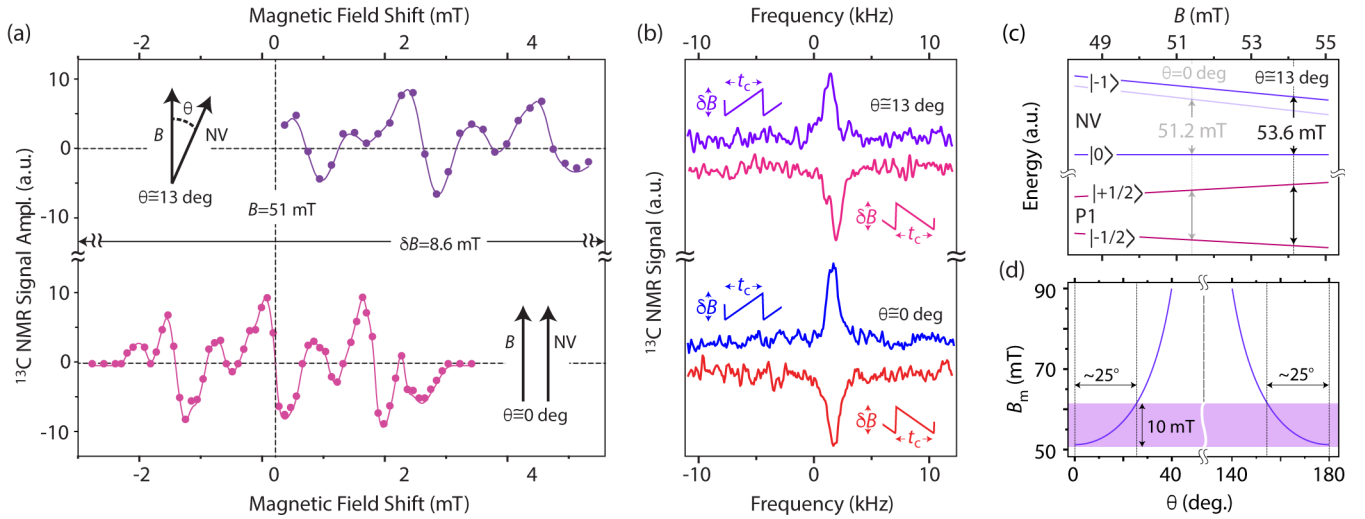 (a)
Magnetic Field Shift (mT)
-2 0 2 4
¹³C NMR Signal Ampl. (a.u.)
10
0
-10
θ
B
NV
θ≅13 deg
B=51 mT
δB=8.6 mT
10
0
-10
B
NV
θ≅0 deg
-2 0 2 4
Magnetic Field Shift (mT)
(b)
Frequency (kHz)
-10 0 10
¹³C NMR Signal (a.u.)
tc
δB
θ≅13 deg
δB
tc
tc
δB
θ≅0 deg
δB
tc
-10 0 10
Frequency (kHz)
(c)
B (mT)
49 51 53 55
Energy (a.u.)
|-1⟩
θ=0 deg
θ≅13 deg
NV
51.2 mT
53.6 mT
|0⟩
|+1/2⟩
P1
|-1/2⟩
(d)
Bm (mT)
90
70
50
~25°
~25°
10 mT
0 40 140 180
θ (deg.)